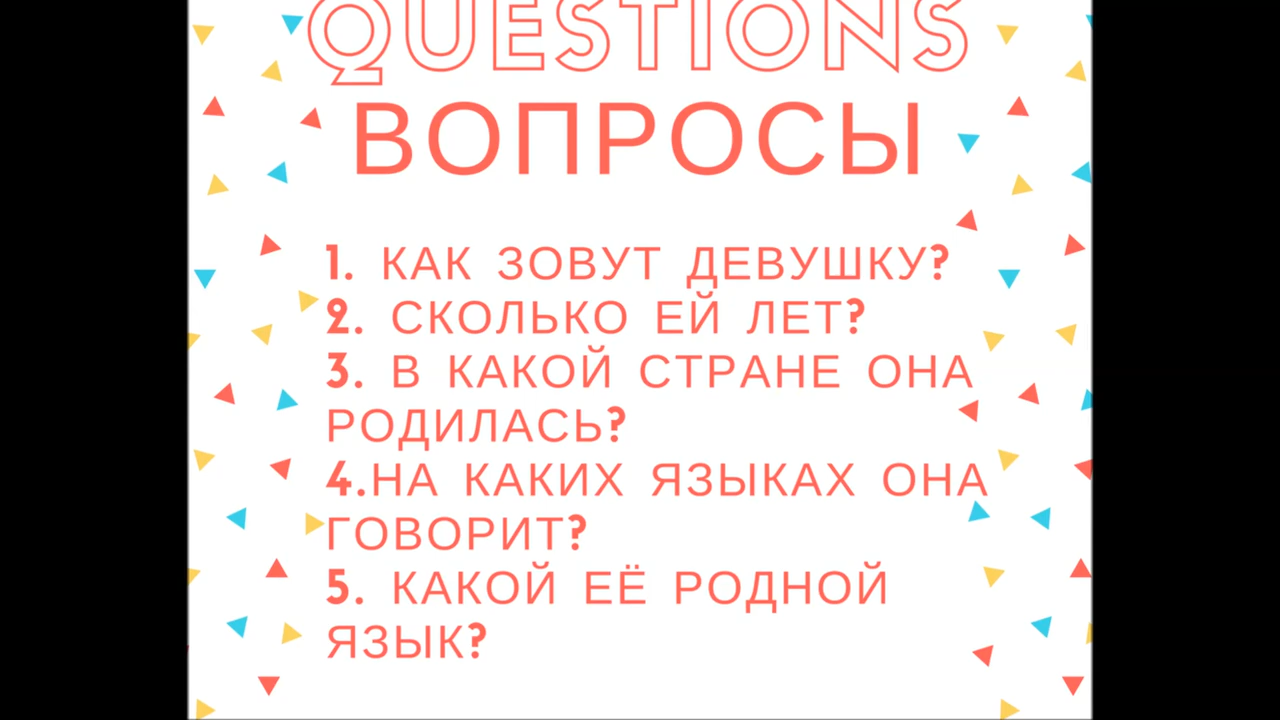 QUESTIONS
ВОПРОСЫ
1. КАК ЗОВУТ ДЕВУШКУ?
2. СКОЛЬКО ЕЙ ЛЕТ?
3. В КАКОЙ СТРАНЕ ОНА
РОДИЛАСЬ?
4.НА КАКИХ ЯЗЫКАХ ОНА
ГОВОРИТ?
5. КАКОЙ ЕЁ РОДНОЙ
ЯЗЫК?